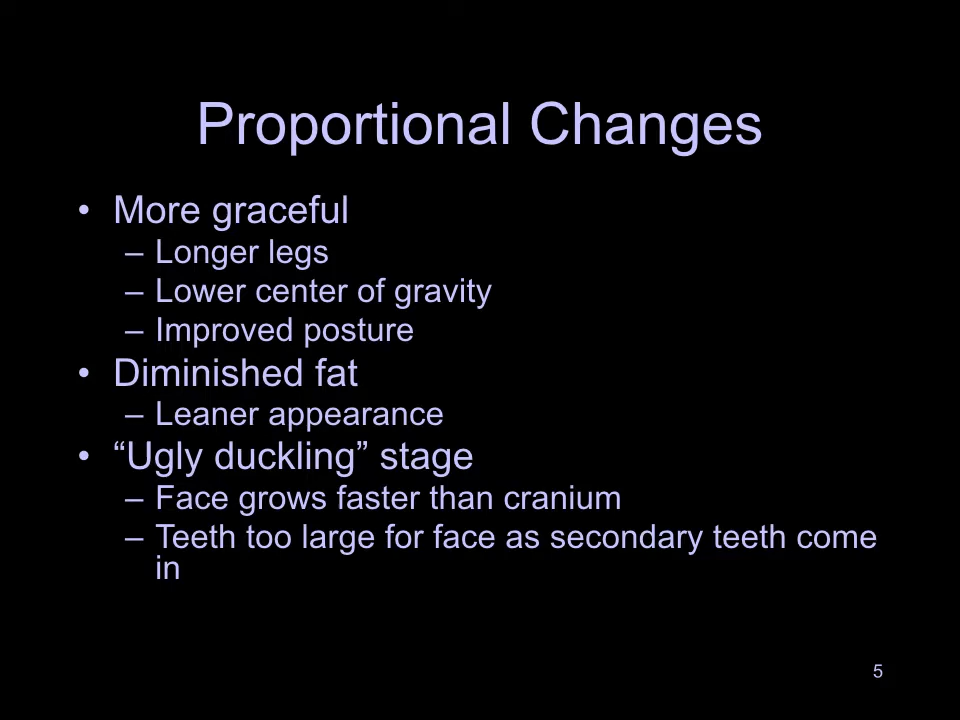 Proportional Changes
• More graceful
– Longer legs
– Lower center of gravity
– Improved posture
• Diminished fat
– Leaner appearance
• “Ugly duckling” stage
– Face grows faster than cranium
– Teeth too large for face as secondary teeth come
in
5